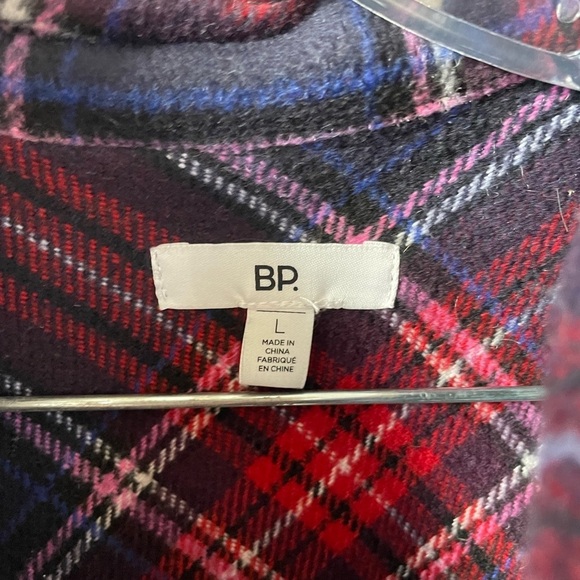 BP.
L
MADE IN
CHINA
FABRIQUÉ
EN CHINE